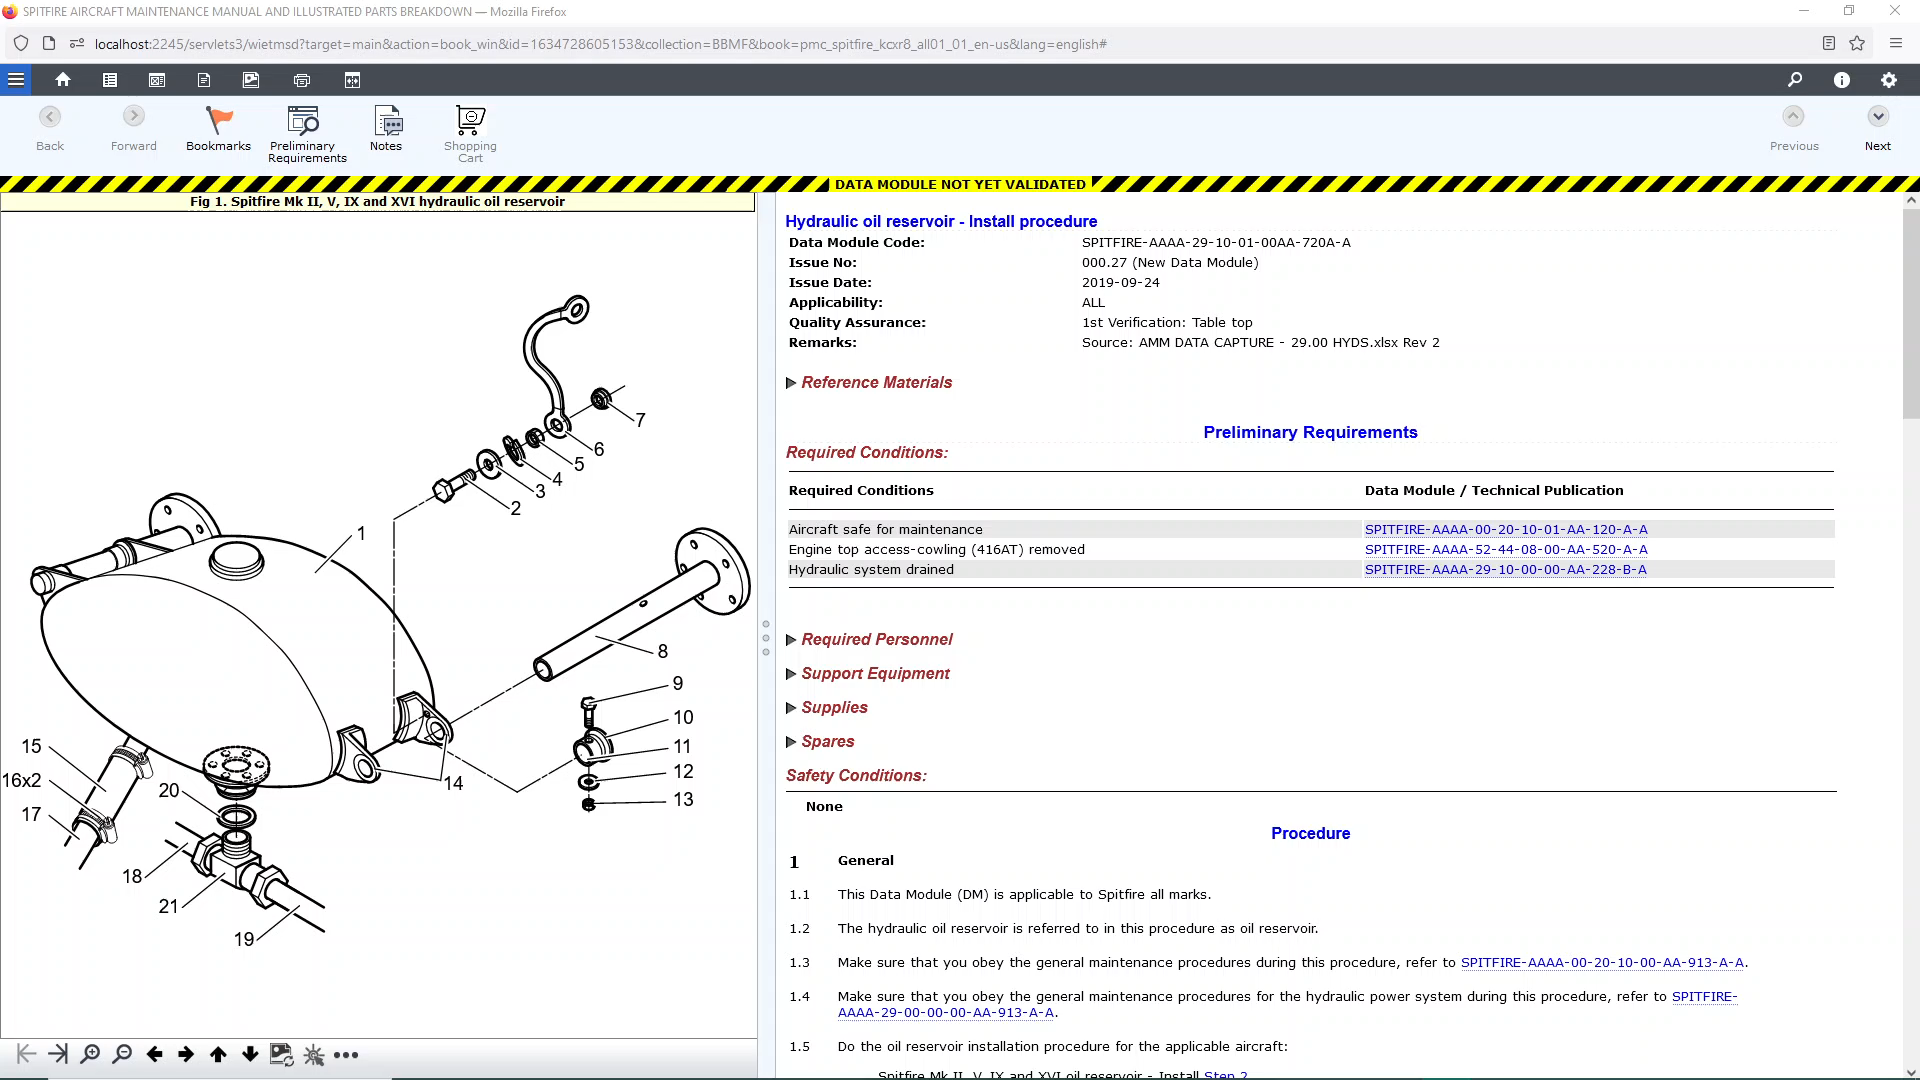 SPITFIRE AIRCRAFT MAINTENANCE MANUAL AND ILLUSTRATED PARTS BREAKDOWN — Mozilla Firefox
localhost:2245/servlets3/wietmsd?target=main&action=book_win&id=1634728605153&collection=BBMF&book=pmc_spitfire_kcxr8_all01_01_en-us&lang=english#
Back
Forward
Bookmarks
Preliminary
Requirements
Notes
Shopping
Cart
Previous
Next
DATA MODULE NOT YET VALIDATED
Fig 1. Spitfire Mk II, V, IX and XVI hydraulic oil reservoir
7
6
5
4
3
2
1
8
9
10
11
12
13
14
15
16x2
17
20
18
21
19
Hydraulic oil reservoir - Install procedure
Data Module Code: SPITFIRE-AAAA-29-10-01-00AA-720A-A
Issue No: 000.27 (New Data Module)
Issue Date: 2019-09-24
Applicability: ALL
Quality Assurance: 1st Verification: Table top
Remarks: Source: AMM DATA CAPTURE - 29.00 HYDS.xlsx Rev 2
Reference Materials
Preliminary Requirements
Required Conditions:
Required Conditions Data Module / Technical Publication
Aircraft safe for maintenance SPITFIRE-AAAA-00-20-10-01-AA-120-A-A
Engine top access-cowling (416AT) removed SPITFIRE-AAAA-52-44-08-00-AA-520-A-A
Hydraulic system drained SPITFIRE-AAAA-29-10-00-00-AA-228-B-A
Required Personnel
Support Equipment
Supplies
Spares
Safety Conditions:
None
Procedure
1 General
1.1 This Data Module (DM) is applicable to Spitfire all marks.
1.2 The hydraulic oil reservoir is referred to in this procedure as oil reservoir.
1.3 Make sure that you obey the general maintenance procedures during this procedure, refer to SPITFIRE-AAAA-00-20-10-00-AA-913-A-A.
1.4 Make sure that you obey the general maintenance procedures for the hydraulic power system during this procedure, refer to SPITFIRE-
AAAA-29-00-00-00-AA-913-A-A.
1.5 Do the oil reservoir installation procedure for the applicable aircraft:
Spitfire Mk II, V, IX and XVI oil reservoir - Install Step 2